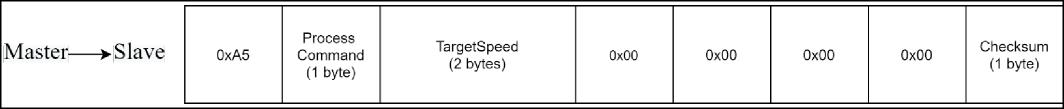 Master→Slave
0xA5
Process
Command
(1 byte)
TargetSpeed
(2 bytes)
0x00
0x00
0x00
0x00
Checksum
(1 byte)